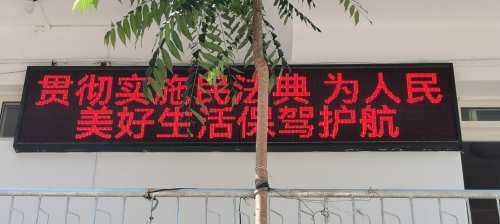 贯彻实施民法典 为人民
美好生活保驾护航